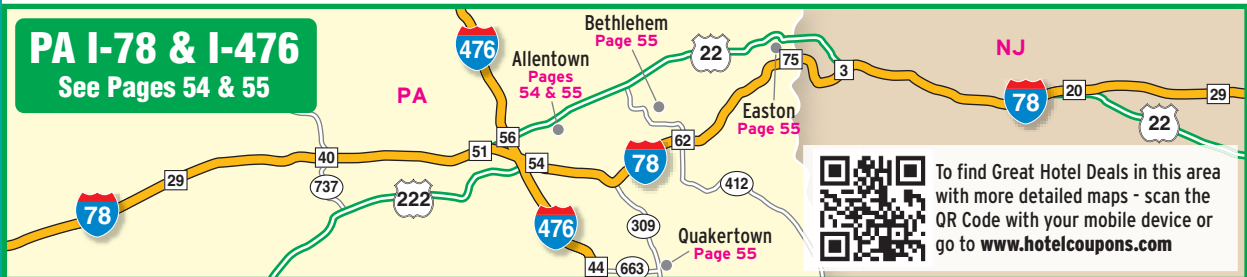 PA I-78 & I-476
See Pages 54 & 55
476
Bethlehem
Page 55
Allentown
Pages
54 & 55
22
NJ
PA
75
3
Easton
Page 55
78
20
29
22
56
51
54
62
78
40
29
737
222
412
78
476
309
Quakertown
Page 55
44
663
To find Great Hotel Deals in this area
with more detailed maps - scan the
QR Code with your mobile device or
go to www.hotelcoupons.com